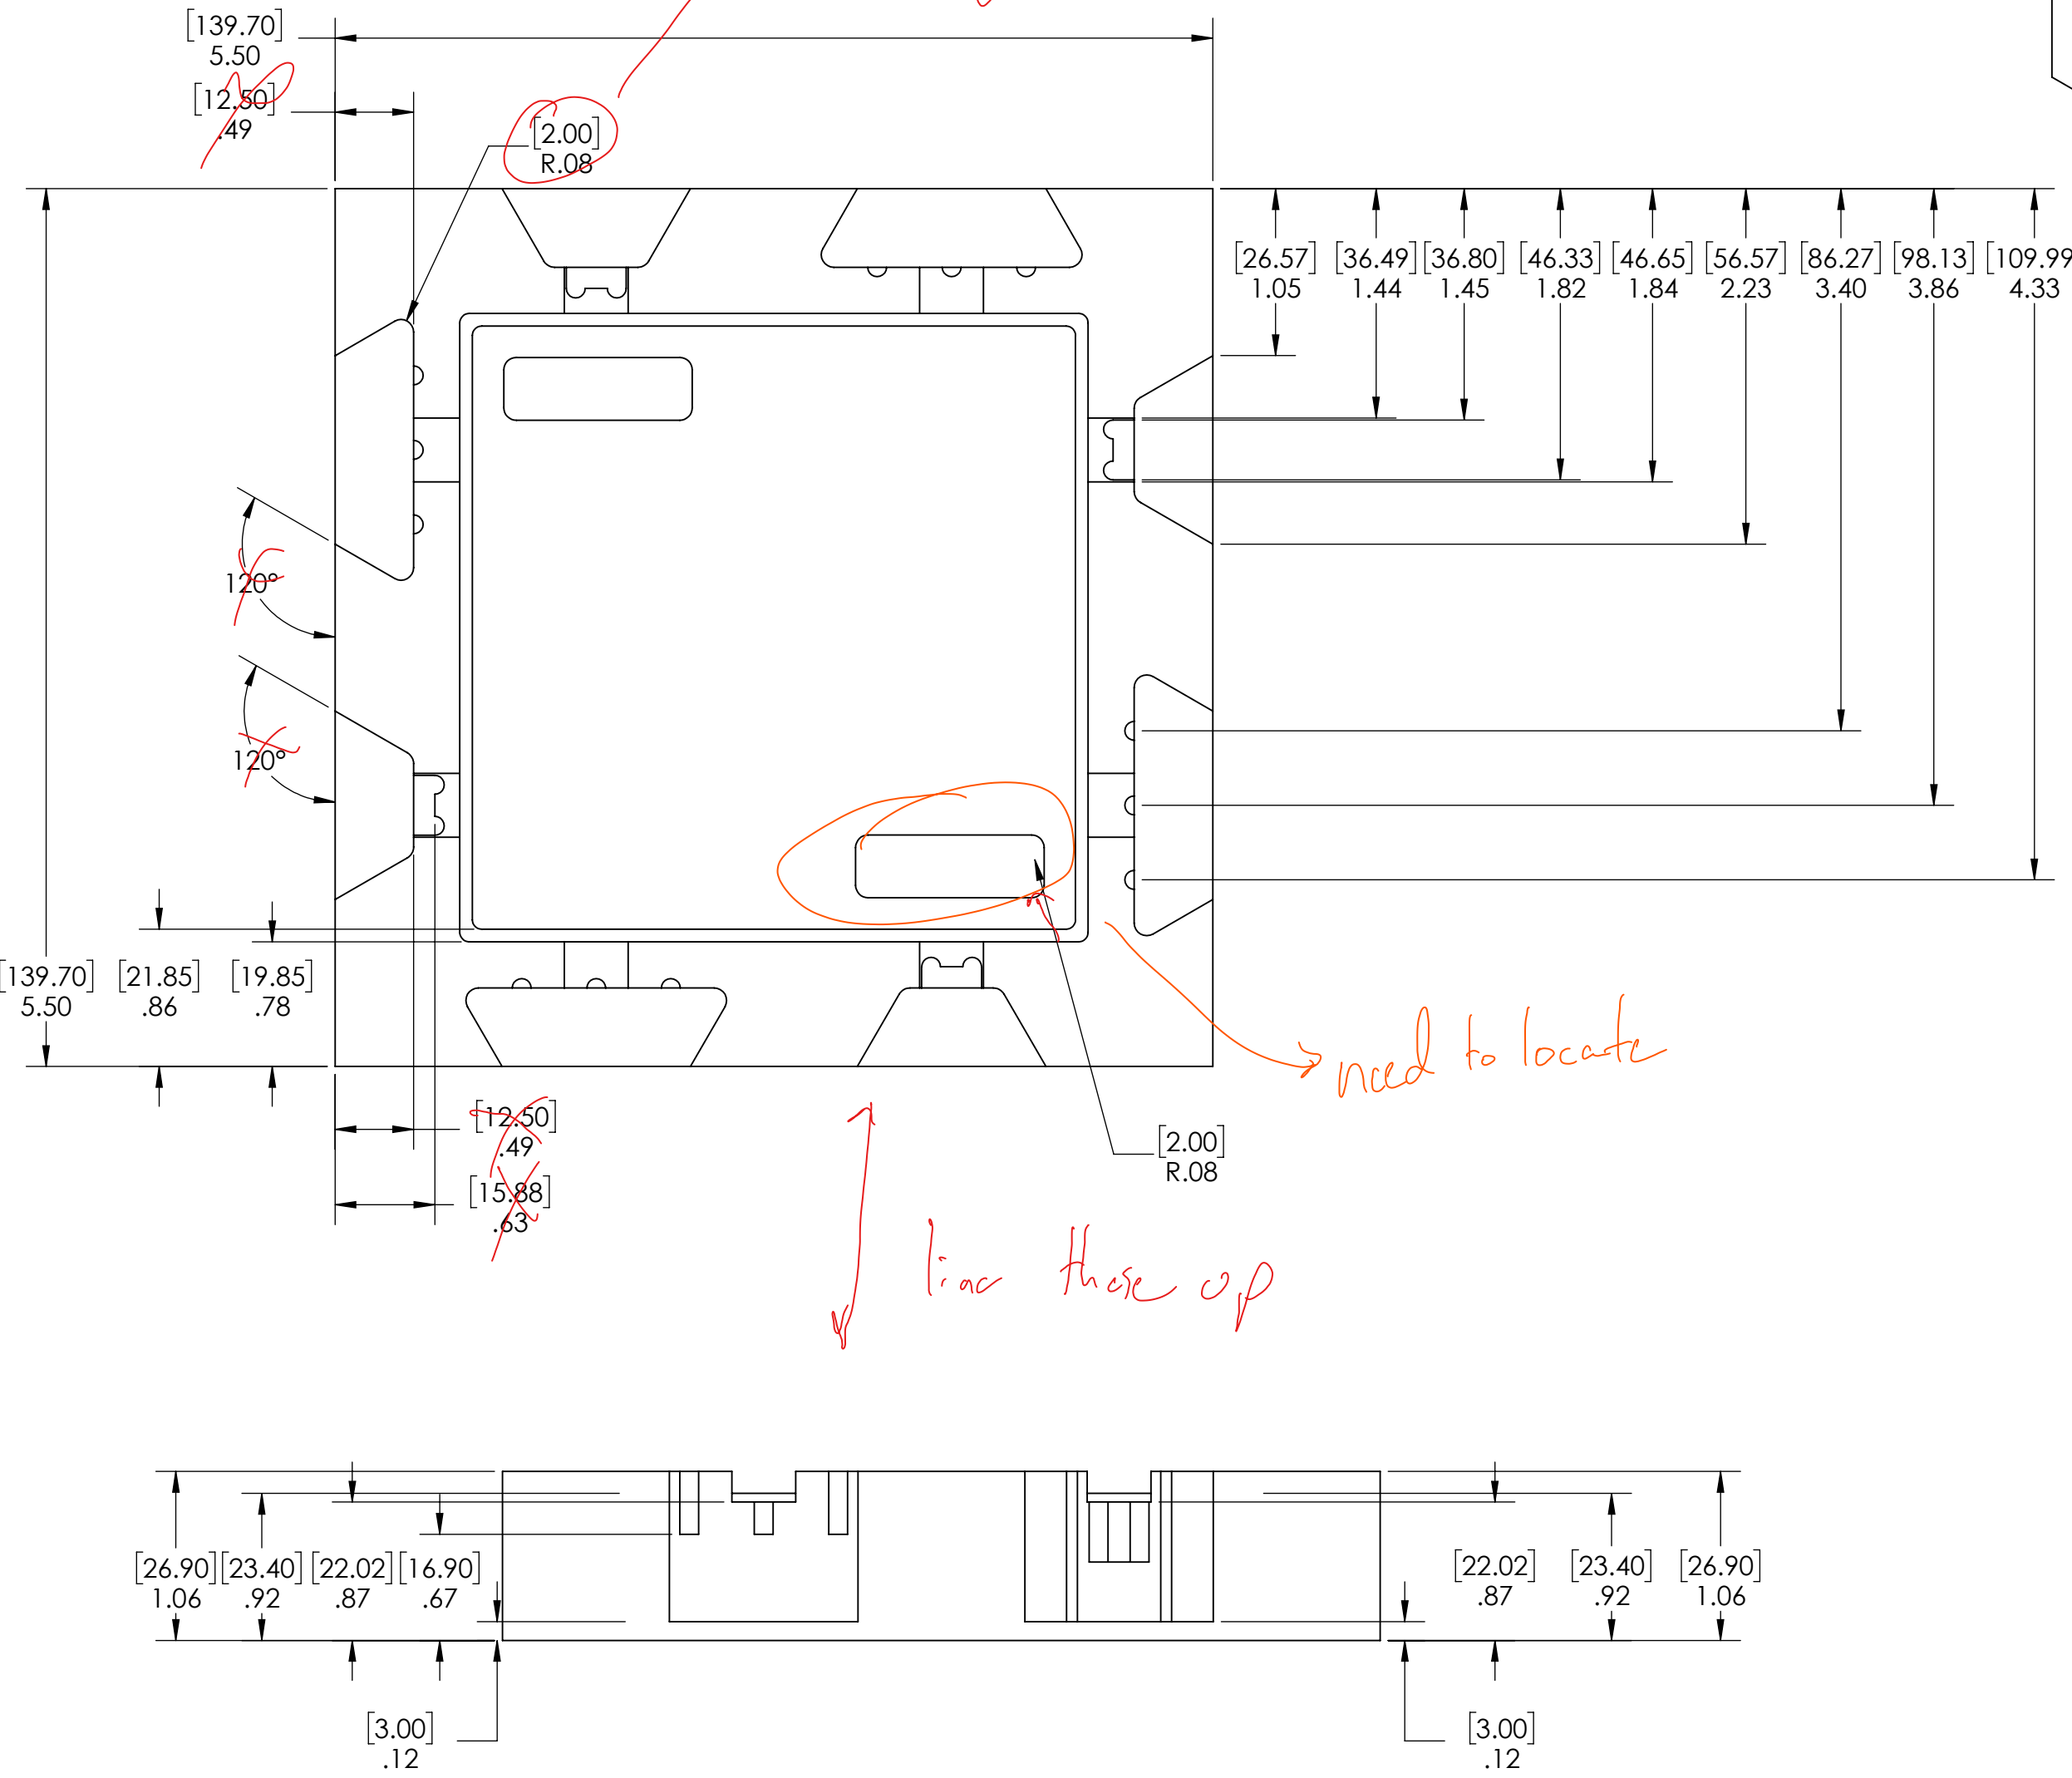 [139.70]
5.50
[12.50]
.49
[2.00]
R.08
[26.57] [36.49] [36.80] [46.33] [46.65] [56.57] [86.27] [98.13] [109.99
1.05 1.44 1.45 1.82 1.84 2.23 3.40 3.86 4.33
120°
120°
[139.70] [21.85] [19.85]
5.50 .86 .78
need to locate
[12.50]
.49
[2.00]
R.08
[15.88]
.63
line these up
[26.90] [23.40] [22.02] [16.90] [22.02] [23.40] [26.90]
1.06 .92 .87 .67 .87 .92 1.06
[3.00] [3.00]
.12 .12